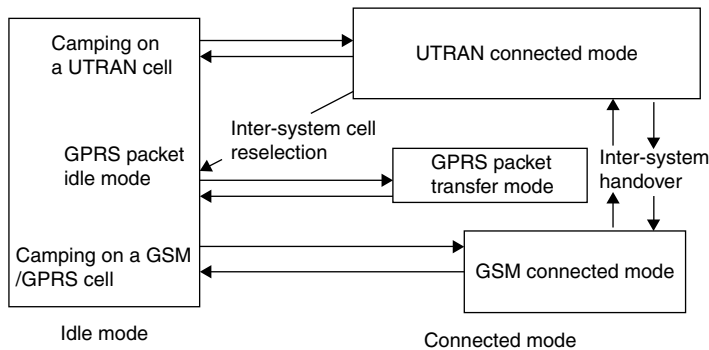 Camping on
a UTRAN cell
UTRAN connected mode
Inter-system cell
reselection
GPRS packet
idle mode
GPRS packet
transfer mode
Inter-system
handover
Camping on a GSM
/GPRS cell
GSM connected mode
Idle mode
Connected mode